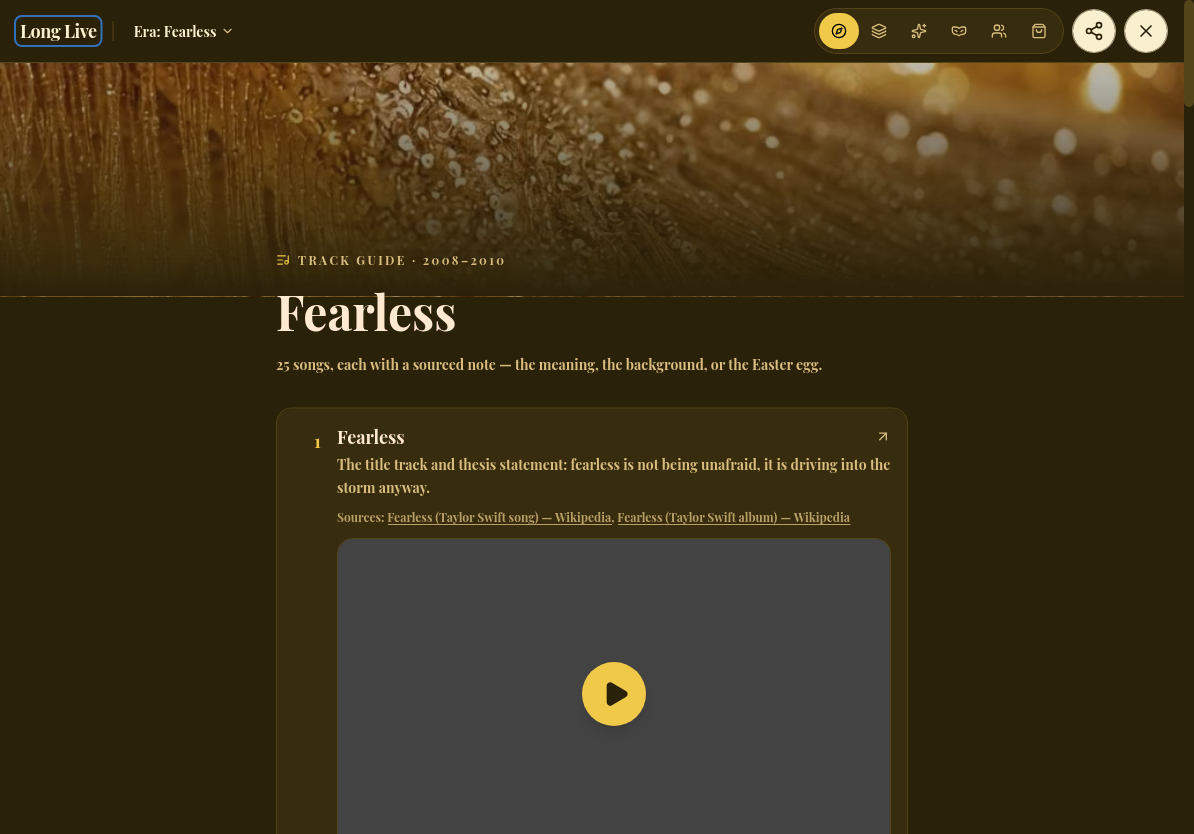 Long Live
Era: Fearless
TRACK GUIDE · 2008–2010
Fearless
25 songs, each with a sourced note — the meaning, the background, or the Easter egg.
1
Fearless
The title track and thesis statement: fearless is not being unafraid, it is driving into the
storm anyway.
Sources: Fearless (Taylor Swift song) — Wikipedia, Fearless (Taylor Swift album) — Wikipedia